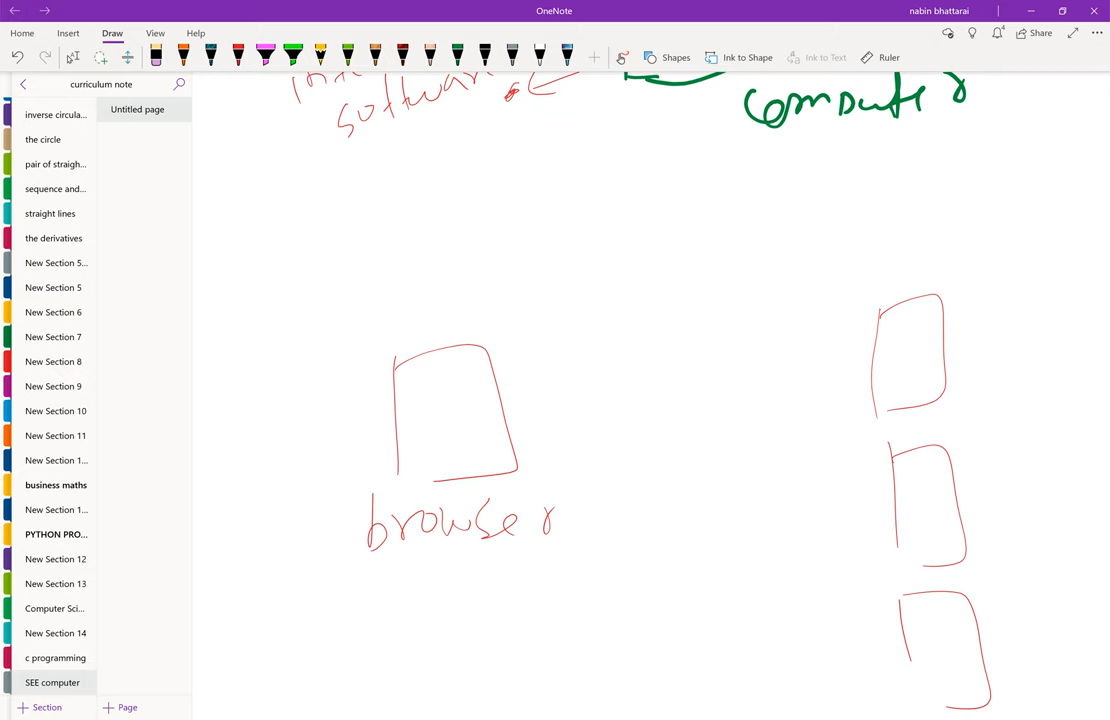 OneNote
nabin bhattarai
Home
Insert
Draw
View
Help
Share
Shapes
Ink to Shape
Ink to Text
Ruler
curriculum note
Untitled page
inverse circula...
the circle
pair of straigh...
sequence and...
straight lines
the derivatives
New Section 5...
New Section 5
New Section 6
New Section 7
New Section 8
New Section 9
New Section 10
New Section 11
New Section 1...
business maths
New Section 1...
PYTHON PRO...
New Section 12
New Section 13
Computer Sci...
New Section 14
c programming
SEE computer
Section
Page
software
computer
browser